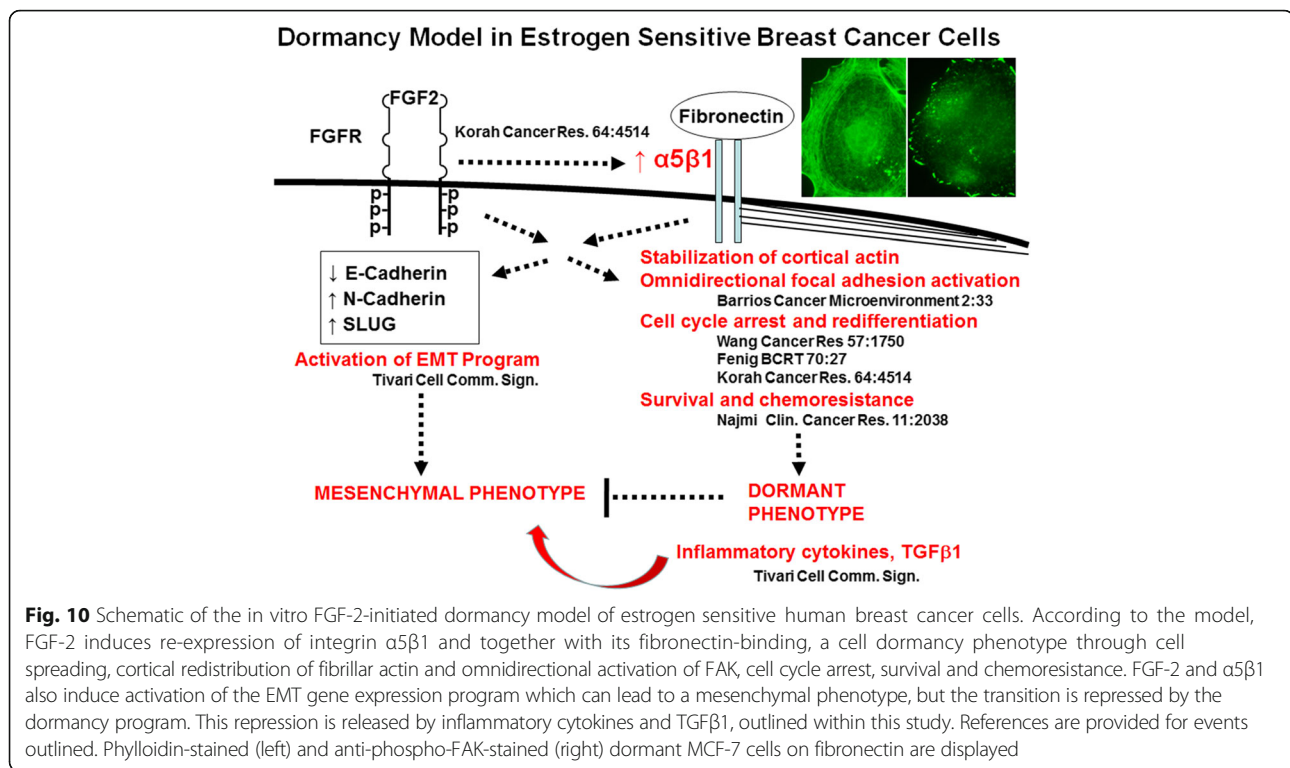 Dormancy Model in Estrogen Sensitive Breast Cancer Cells
FGF2
FGFR
Korah Cancer Res. 64:4514
↑ α5β1
Fibronectin
p- -p
p- -p
p- -p
↓ E-Cadherin
↑ N-Cadherin
↑ SLUG
Activation of EMT Program
Tivari Cell Comm. Sign.
Stabilization of cortical actin
Omnidirectional focal adhesion activation
Barrios Cancer Microenvironment 2:33
Cell cycle arrest and redifferentiation
Wang Cancer Res 57:1750
Fenig BCRT 70:27
Korah Cancer Res. 64:4514
Survival and chemoresistance
Najmi Clin. Cancer Res. 11:2038
MESENCHYMAL PHENOTYPE
DORMANT
PHENOTYPE
Inflammatory cytokines, TGFβ1
Tivari Cell Comm. Sign.
Fig. 10 Schematic of the in vitro FGF-2-initiated dormancy model of estrogen sensitive human breast cancer cells. According to the model,
FGF-2 induces re-expression of integrin α5β1 and together with its fibronectin-binding, a cell dormancy phenotype through cell
spreading, cortical redistribution of fibrillar actin and omnidirectional activation of FAK, cell cycle arrest, survival and chemoresistance. FGF-2 and α5β1
also induce activation of the EMT gene expression program which can lead to a mesenchymal phenotype, but the transition is repressed by the
dormancy program. This repression is released by inflammatory cytokines and TGFβ1, outlined within this study. References are provided for events
outlined. Phylloidin-stained (left) and anti-phospho-FAK-stained (right) dormant MCF-7 cells on fibronectin are displayed